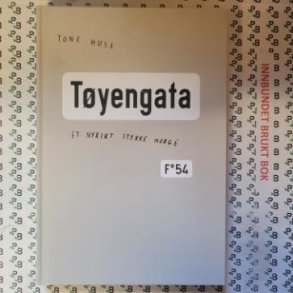 TONE HUSE
Tøyengata
ET NYRIKT STYKKE NORGE
F°54
INNBUNDET BRUKT BOK